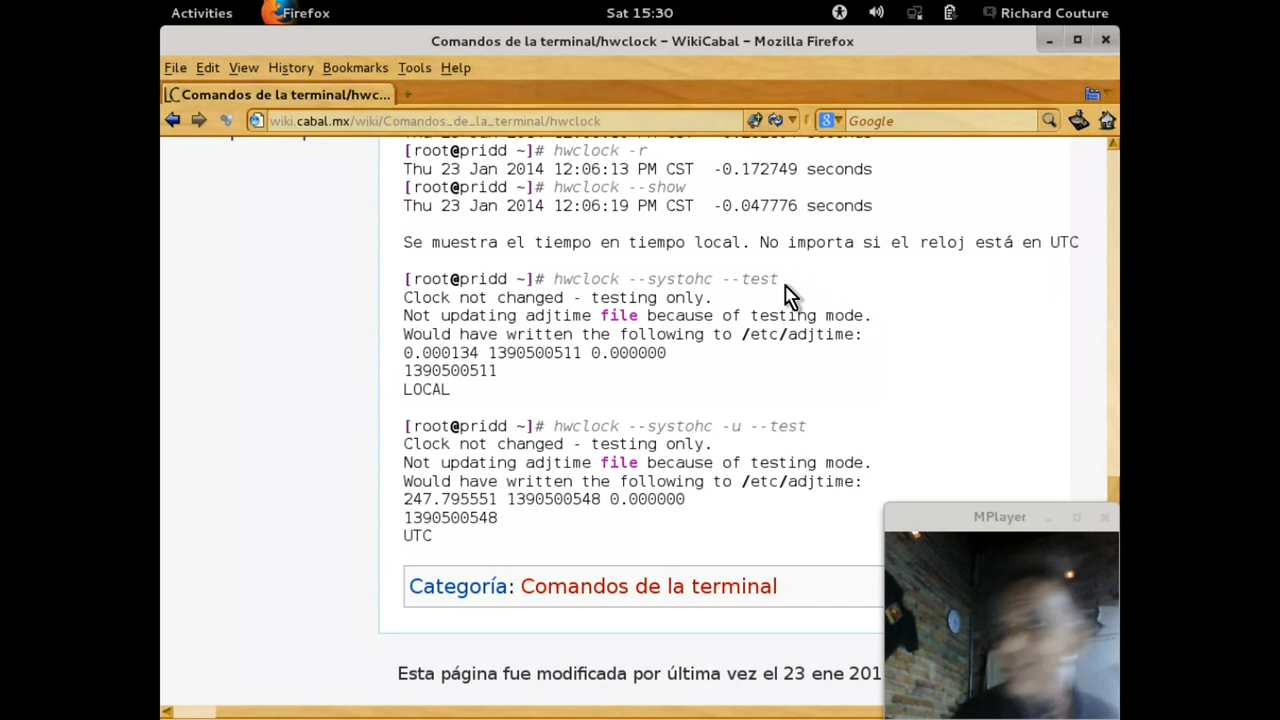 Activities Firefox Sat 15:30 Richard Couture
Comandos de la terminal/hwclock – WikiCabal – Mozilla Firefox
File Edit View History Bookmarks Tools Help
Comandos de la terminal/hwc...
wiki.cabal.mx/wiki/Comandos_de_la_terminal/hwclock Google
[root@pridd ~]# hwclock -r
Thu 23 Jan 2014 12:06:13 PM CST -0.172749 seconds
[root@pridd ~]# hwclock --show
Thu 23 Jan 2014 12:06:19 PM CST -0.047776 seconds
Se muestra el tiempo en tiempo local. No importa si el reloj está en UTC
[root@pridd ~]# hwclock --systohc --test
Clock not changed - testing only.
Not updating adjtime file because of testing mode.
Would have written the following to /etc/adjtime:
0.000134 1390500511 0.000000
1390500511
LOCAL
[root@pridd ~]# hwclock --systohc -u --test
Clock not changed - testing only.
Not updating adjtime file because of testing mode.
Would have written the following to /etc/adjtime:
247.795551 1390500548 0.000000
1390500548
UTC
MPlayer
Categoría: Comandos de la terminal
Esta página fue modificada por última vez el 23 ene 201